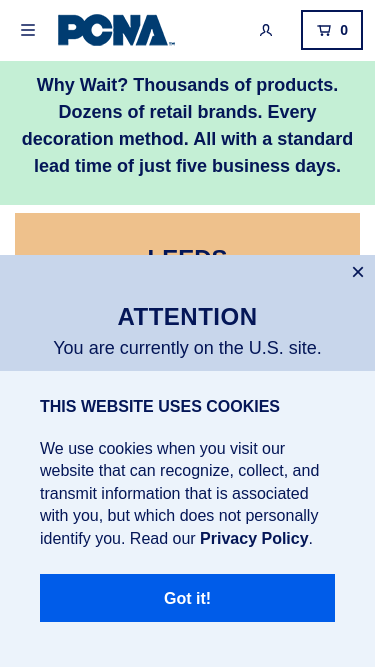 PCNA
0
Why Wait? Thousands of products.
Dozens of retail brands. Every
decoration method. All with a standard
lead time of just five business days.
LEEDS
ATTENTION
You are currently on the U.S. site.
THIS WEBSITE USES COOKIES
We use cookies when you visit our
website that can recognize, collect, and
transmit information that is associated
with you, but which does not personally
identify you. Read our Privacy Policy.
Got it!